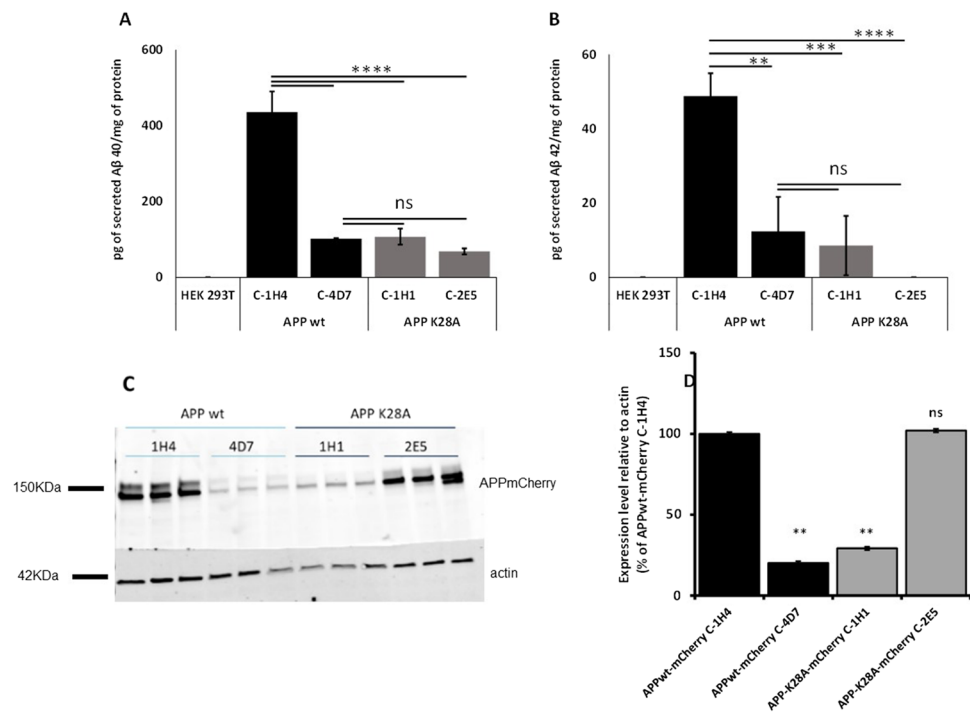 A
pg of secreted Aβ 40/mg of protein
600
400
200
0
****
ns
HEK 293T C-1H4 C-4D7 C-1H1 C-2E5
APP wt APP K28A
B
pg of secreted Aβ 42/mg of protein
60
40
20
0
****
***
**
ns
HEK 293T C-1H4 C-4D7 C-1H1 C-2E5
APP wt APP K28A
C
APP wt APP K28A
1H4 4D7 1H1 2E5
150KDa
APPmCherry
42KDa
actin
D
Expression level relative to actin
(% of APPwt-mCherry C-1H4)
150
100
50
0
**
**
ns
APPwt-mCherry C-1H4
APPwt-mCherry C-4D7
APP-K28A-mCherry C-1H1
APP-K28A-mCherry C-2E5